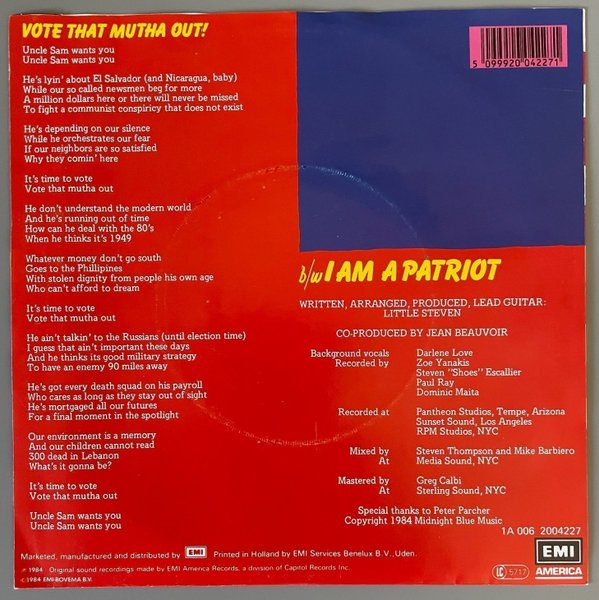 VOTE THAT MUTHA OUT!
Uncle Sam wants you
Uncle Sam wants you
He's lyin' about El Salvador (and Nicaragua, baby)
While our so called newsmen beg for more
A million dollars here or there will never be missed
To fight a communist conspiricy that does not exist
He's depending on our silence
While he orchestrates our fear
If our neighbors are so satisfied
Why they comin' here
It's time to vote
Vote that mutha out
He don't understand the modern world
And he's running out of time
How can he deal with the 80's
When he thinks it's 1949
Whatever money don't go south
Goes to the Phillipines
With stolen dignity from people his own age
Who can't afford to dream
It's time to vote
Vote that mutha out
He ain't talkin' to the Russians (until election time)
I guess that ain't important these days
And he thinks its good military strategy
To have an enemy 90 miles away
He's got every death squad on his payroll
Who cares as long as they stay out of sight
He's mortgaged all our futures
For a final moment in the spotlight
Our environment is a memory
And our children cannot read
300 dead in Lebanon
What's it gonna be?
It's time to vote
Vote that mutha out
Uncle Sam wants you
Uncle Sam wants you
5 099920 042271
b/w I AM A PATRIOT
WRITTEN, ARRANGED, PRODUCED, LEAD GUITAR:
LITTLE STEVEN
CO-PRODUCED BY JEAN BEAUVOIR
Background vocals Darlene Love
Recorded by Zoe Yanakis
Steven "Shoes" Escallier
Paul Ray
Dominic Maita
Recorded at Pantheon Studios, Tempe, Arizona
Sunset Sound, Los Angeles
RPM Studios, NYC
Mixed by Steven Thompson and Mike Barbiero
At Media Sound, NYC
Mastered by Greg Calbi
At Sterling Sound, NYC
Special thanks to Peter Parcher
Copyright 1984 Midnight Blue Music
1A 006 2004227
Marketed, manufactured and distributed by EMI Printed in Holland by EMI Services Benelux B.V., Uden.
℗ 1984 Original sound recordings made by EMI America Records, a division of Capitol Records Inc.
© 1984 EMI-BOVEMA B.V.
LC 5717
EMI
AMERICA